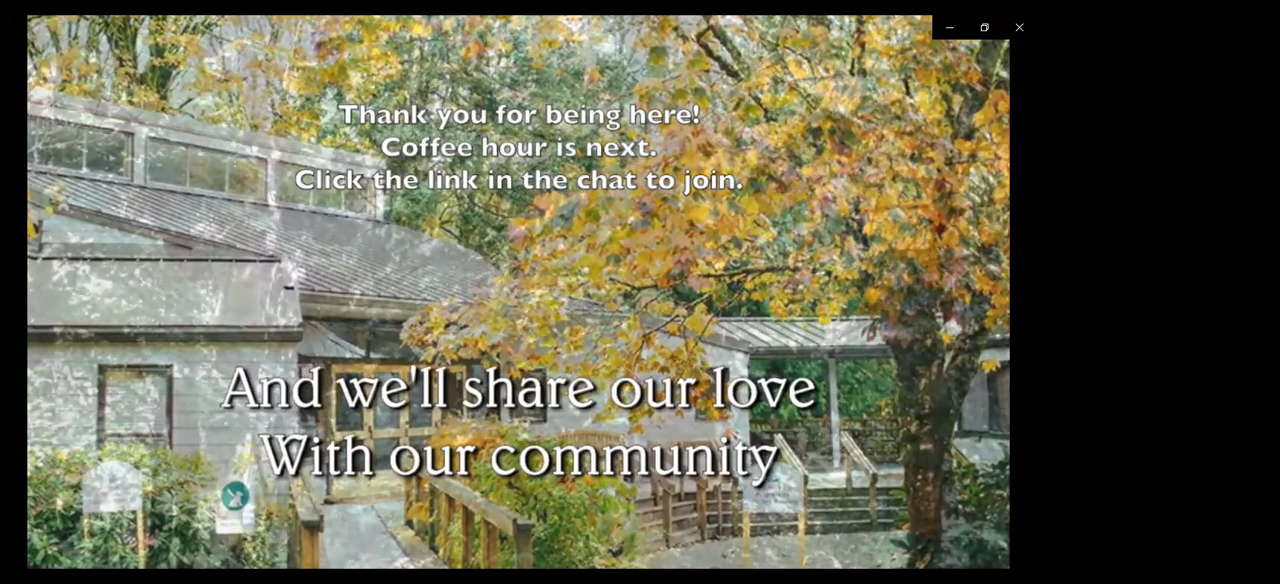 Thank you for being here!
Coffee hour is next.
Click the link in the chat to join.
And we'll share our love
With our community